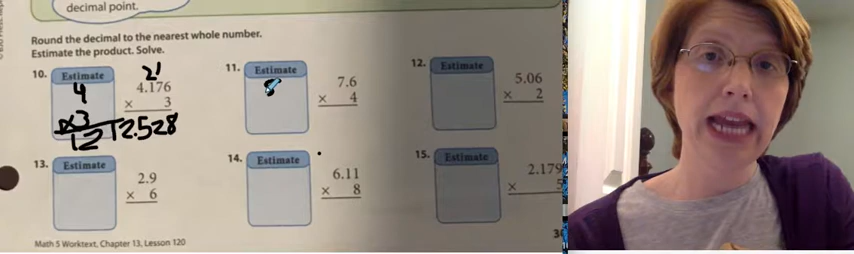 decimal point.
Round the decimal to the nearest whole number.
Estimate the product. Solve.
10. Estimate
4
×3
12
21
4.176
× 3
12.528
11. Estimate
8
7.6
× 4
12. Estimate
5.06
× 2
13. Estimate
2.9
× 6
14. Estimate
6.11
× 8
15. Estimate
2.179
× 5
Math 5 Worktext, Chapter 13, Lesson 120